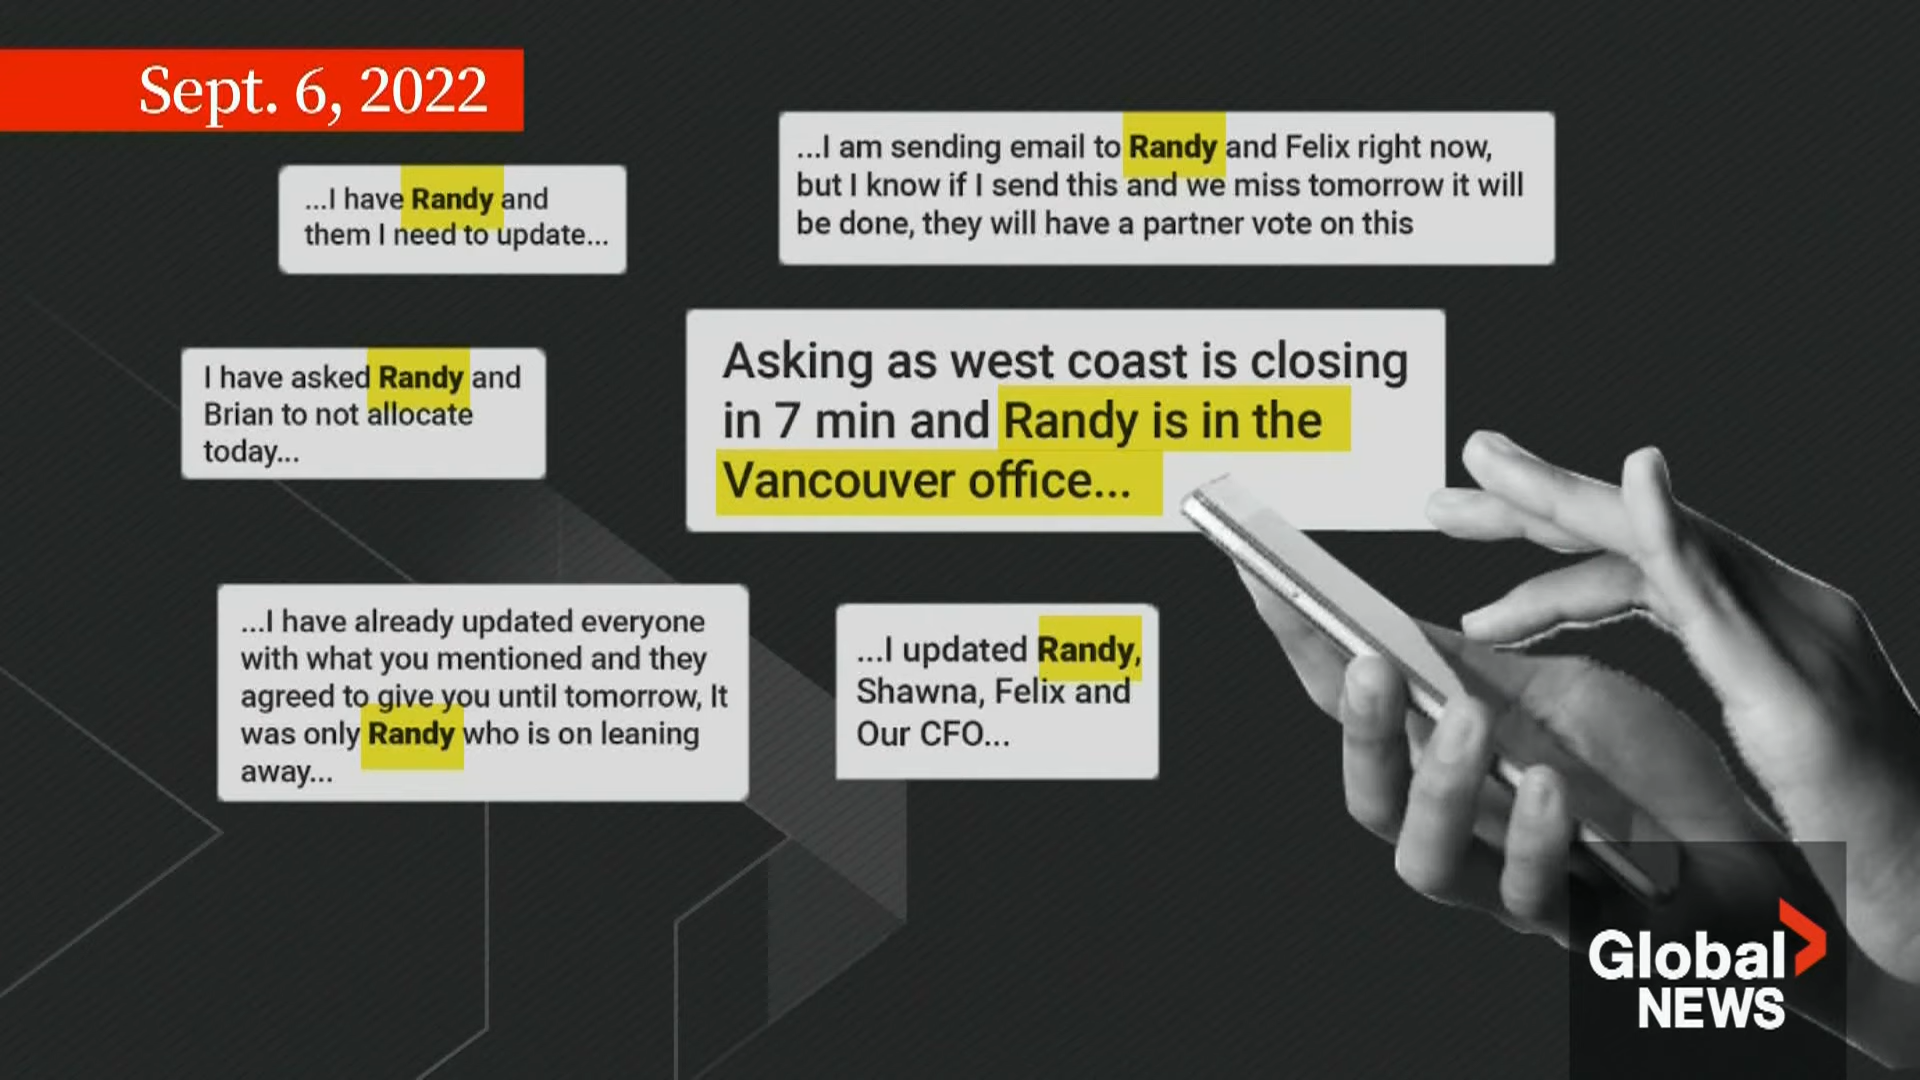 Sept. 6, 2022
...I have Randy and
them I need to update...
...I am sending email to Randy and Felix right now,
but I know if I send this and we miss tomorrow it will
be done, they will have a partner vote on this
I have asked Randy and
Brian to not allocate
today...
Asking as west coast is closing
in 7 min and Randy is in the
Vancouver office...
...I have already updated everyone
with what you mentioned and they
agreed to give you until tomorrow, It
was only Randy who is on leaning
away...
...I updated Randy,
Shawna, Felix and
Our CFO...
Global
NEWS